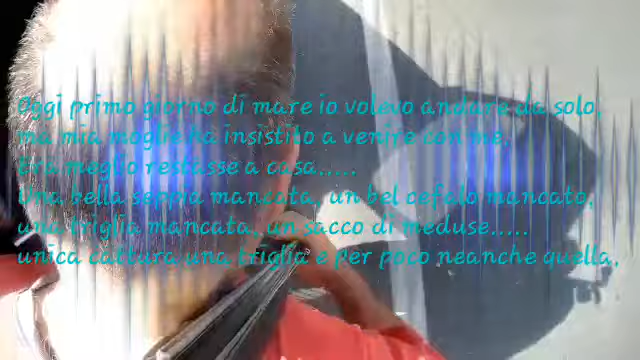 Oggi primo giorno di mare io volevo andare da solo,
ma mia moglie ha insistito a venire con me,
Era meglio restasse a casa.....
Una bella seppia mancata, un bel cefalo mancato,
una triglia mancata, un sacco di meduse.....
unica cattura una triglia e per poco neanche quella,